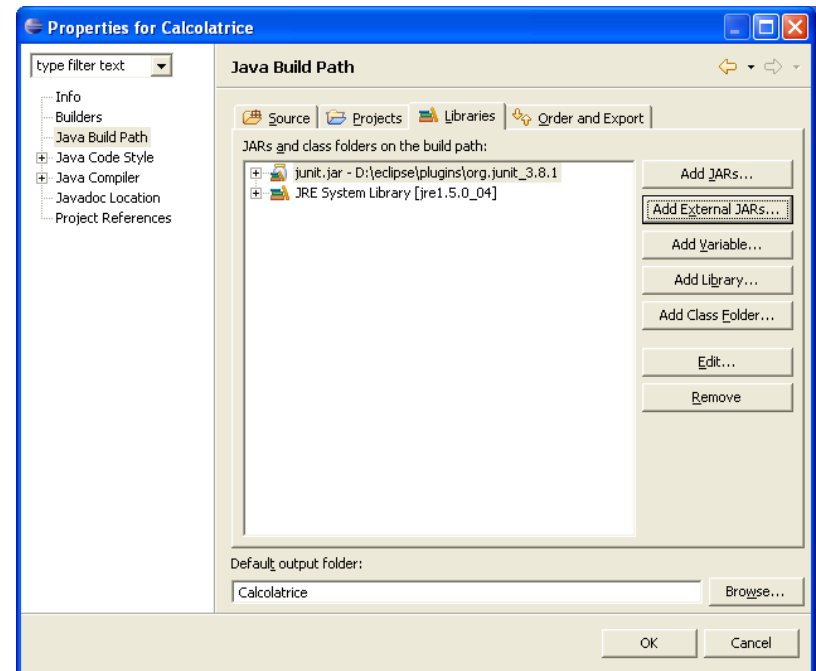 Properties for Calcolatrice
type filter text
Java Build Path
Info
Builders
Java Build Path
Java Code Style
Java Compiler
Javadoc Location
Project References
Source
Projects
Libraries
Order and Export
JARs and class folders on the build path:
junit.jar - D:\eclipse\plugins\org.junit_3.8.1
JRE System Library [jre1.5.0_04]
Add JARs...
Add External JARs...
Add Variable...
Add Library...
Add Class Folder...
Edit...
Remove
Default output folder:
Calcolatrice
Browse...
OK
Cancel